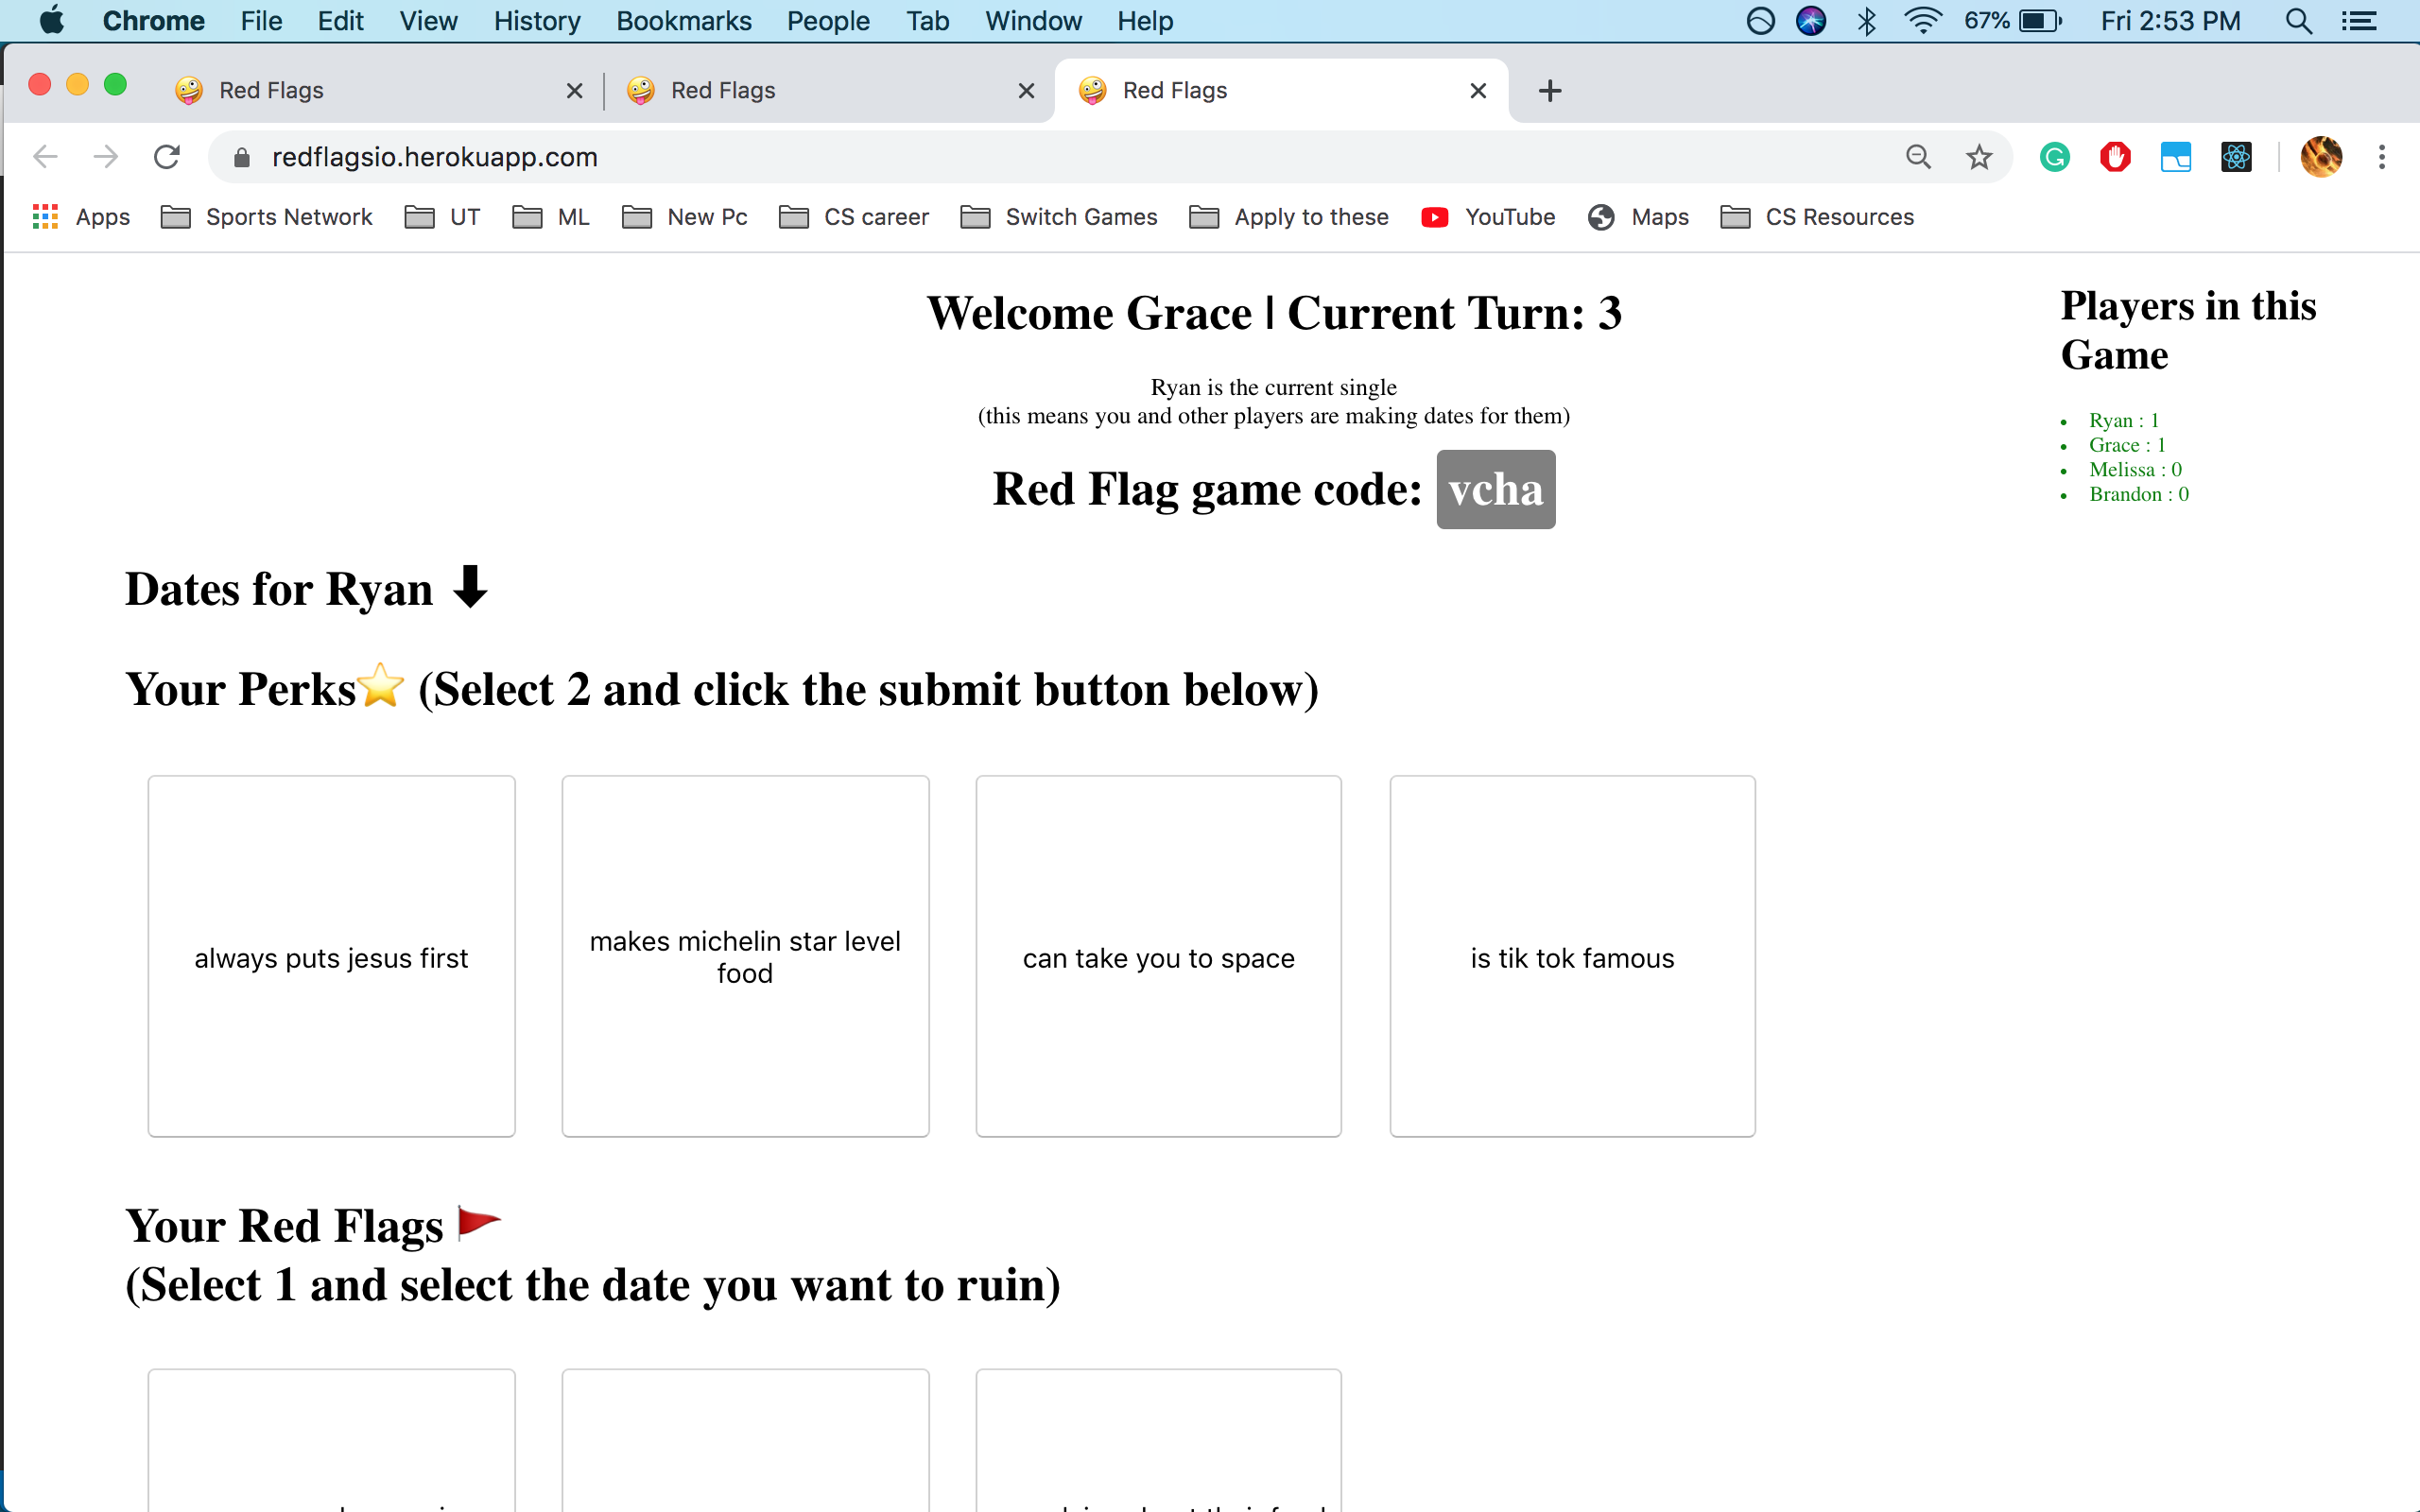 Chrome File Edit View History Bookmarks People Tab Window Help 67% Fri 2:53 PM
Red Flags Red Flags Red Flags
redflagsio.herokuapp.com
Apps Sports Network UT ML New Pc CS career Switch Games Apply to these YouTube Maps CS Resources
Welcome Grace | Current Turn: 3
Ryan is the current single
(this means you and other players are making dates for them)
Red Flag game code: vcha
Players in this
Game
• Ryan : 1
• Grace : 1
• Melissa : 0
• Brandon : 0
Dates for Ryan ⬇
Your Perks⭐ (Select 2 and click the submit button below)
always puts jesus first
makes michelin star level
food
can take you to space
is tik tok famous
Your Red Flags 🚩
(Select 1 and select the date you want to ruin)